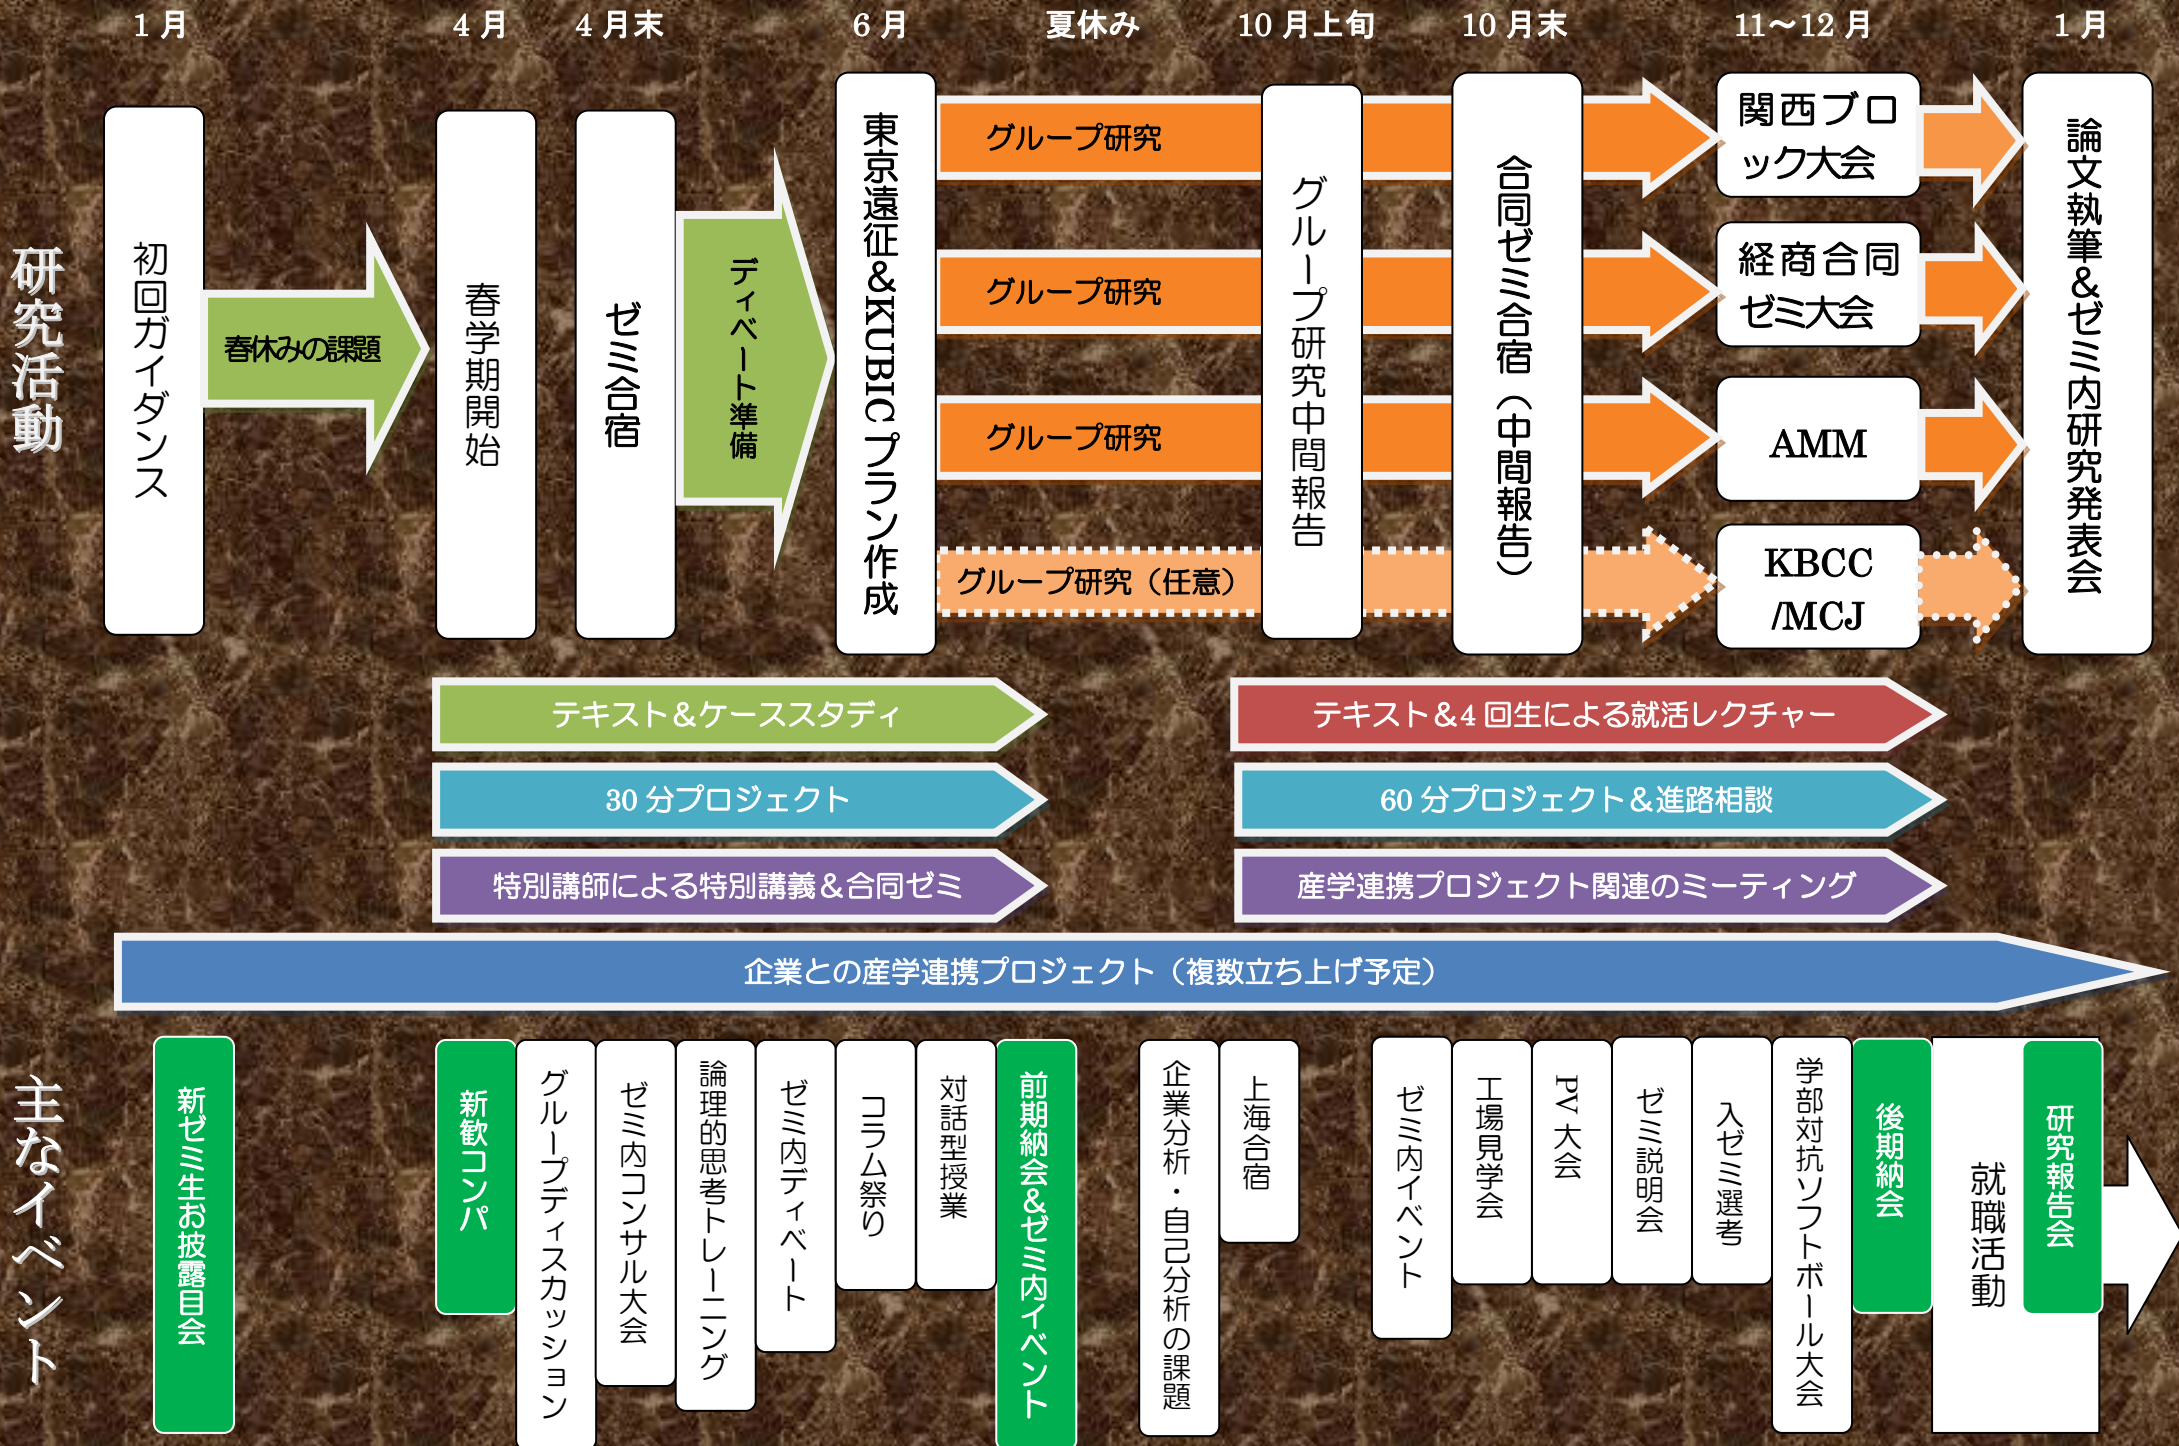 1 月
4 月
4 月末
6 月
夏休み
10 月上旬
10 月末
11～12 月
1 月
研究活動
初回ガイダンス
春休みの課題
春学期開始
ゼミ合宿
ディベート準備
東京遠征＆KUBIC プラン作成
グループ研究
グループ研究
グループ研究
グループ研究（任意）
グループ研究中間報告
合同ゼミ合宿（中間報告）
関西ブロ
ック大会
経商合同
ゼミ大会
AMM
KBCC
/MCJ
論文執筆＆ゼミ内研究発表会
テキスト＆ケーススタディ
テキスト＆4 回生による就活レクチャー
30 分プロジェクト
60 分プロジェクト＆進路相談
特別講師による特別講義＆合同ゼミ
産学連携プロジェクト関連のミーティング
企業との産学連携プロジェクト（複数立ち上げ予定）
主なイベント
新ゼミ生お披露目会
新歓コンパ
グループディスカッション
ゼミ内コンサル大会
論理的思考トレーニング
ゼミ内ディベート
コラム祭り
対話型授業
前期納会＆ゼミ内イベント
企業分析・自己分析の課題
上海合宿
ゼミ内イベント
工場見学会
PV 大会
ゼミ説明会
入ゼミ選考
学部対抗ソフトボール大会
後期納会
就職活動
研究報告会